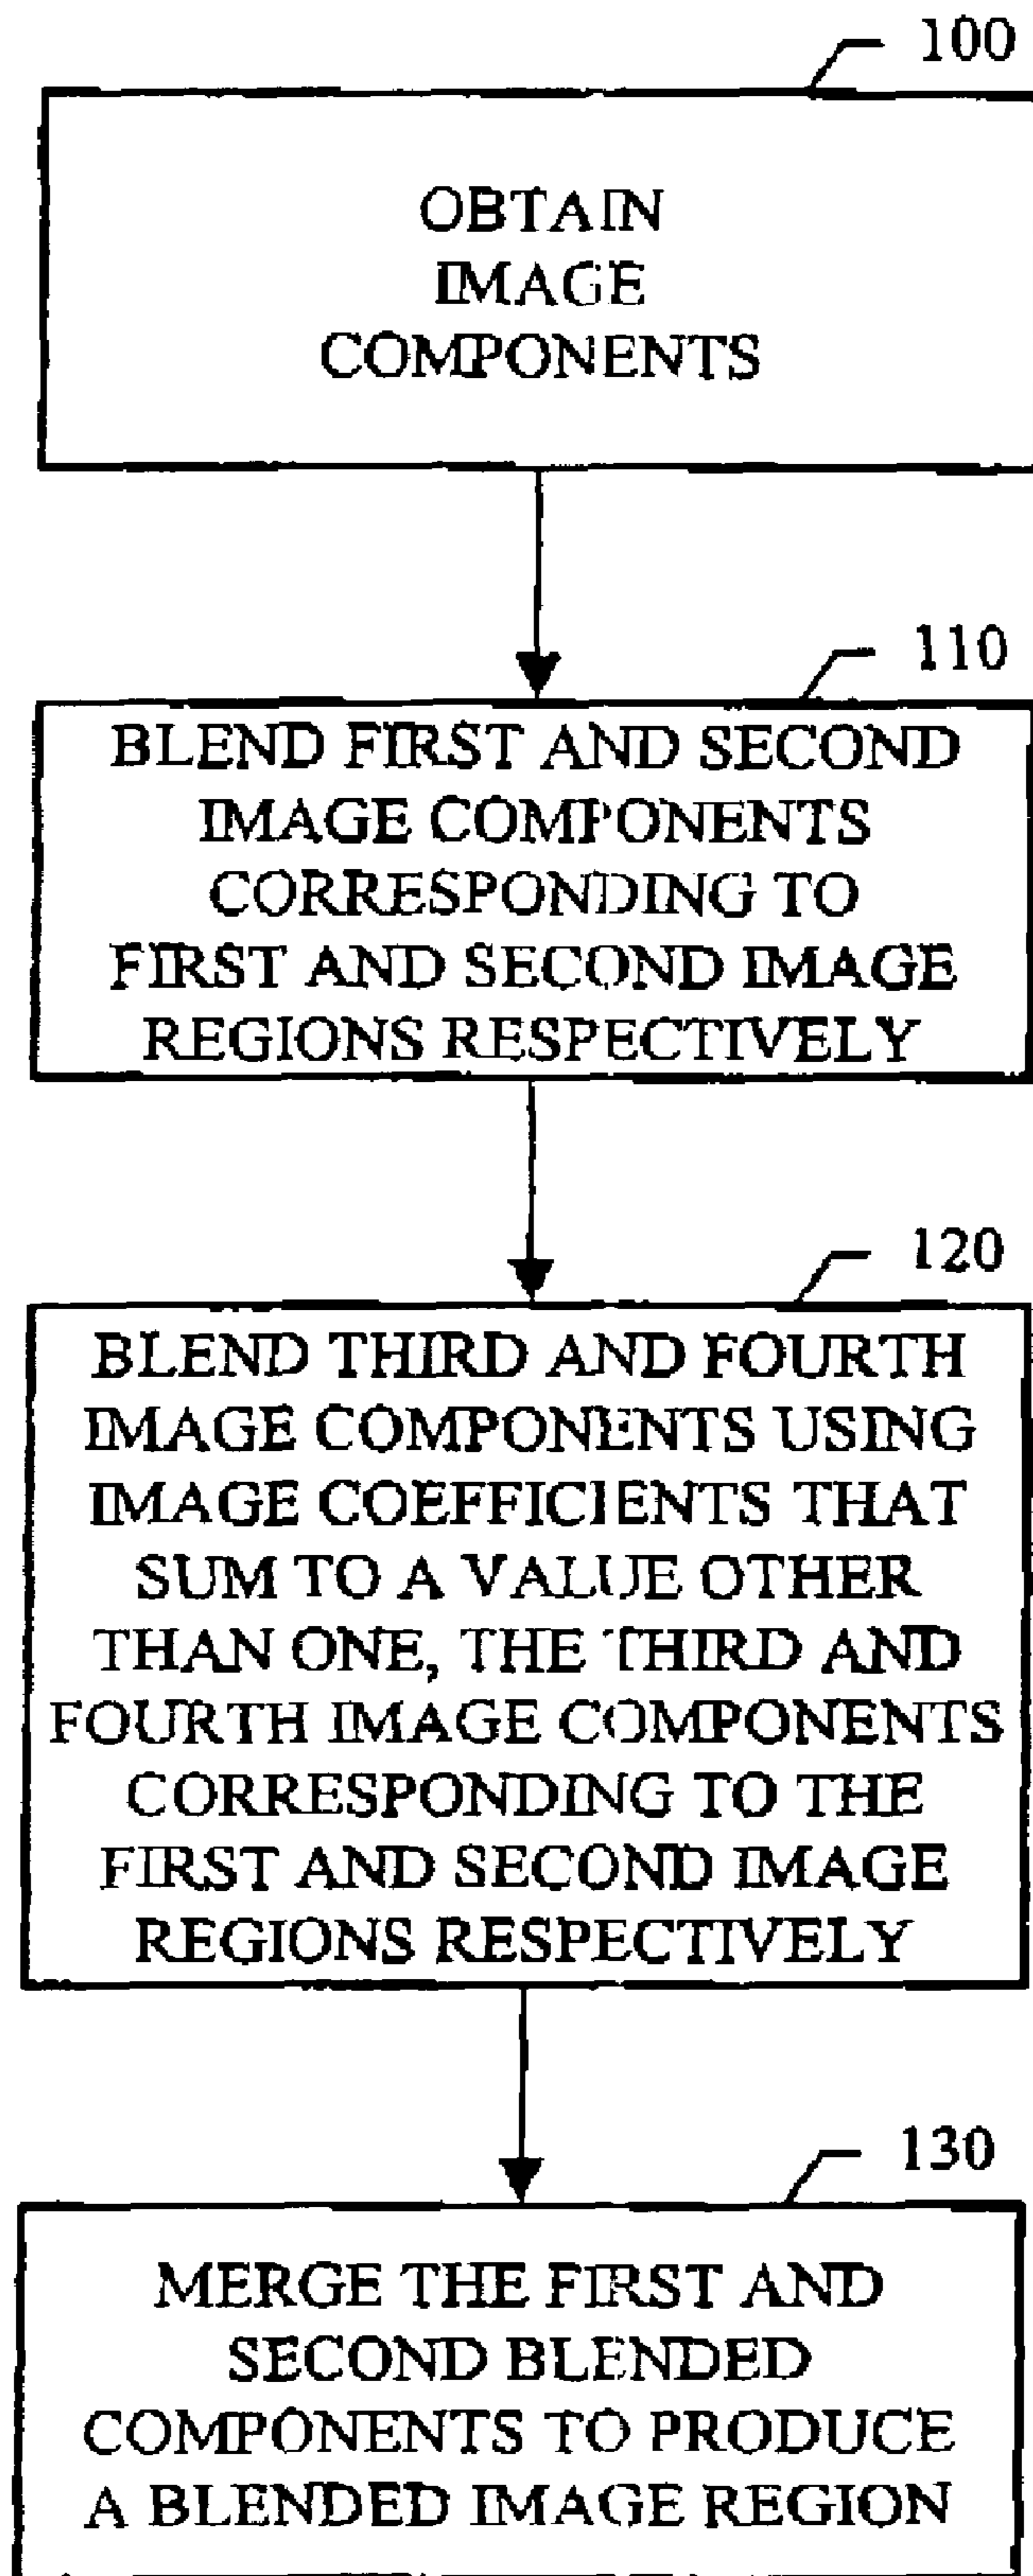 100
OBTAIN
IMAGE
COMPONENTS
110
BLEND FIRST AND SECOND
IMAGE COMPONENTS
CORRESPONDING TO
FIRST AND SECOND IMAGE
REGIONS RESPECTIVELY
120
BLEND THIRD AND FOURTH
IMAGE COMPONENTS USING
IMAGE COEFFICIENTS THAT
SUM TO A VALUE OTHER
THAN ONE, THE THIRD AND
FOURTH IMAGE COMPONENTS
CORRESPONDING TO THE
FIRST AND SECOND IMAGE
REGIONS RESPECTIVELY
130
MERGE THE FIRST AND
SECOND BLENDED
COMPONENTS TO PRODUCE
A BLENDED IMAGE REGION